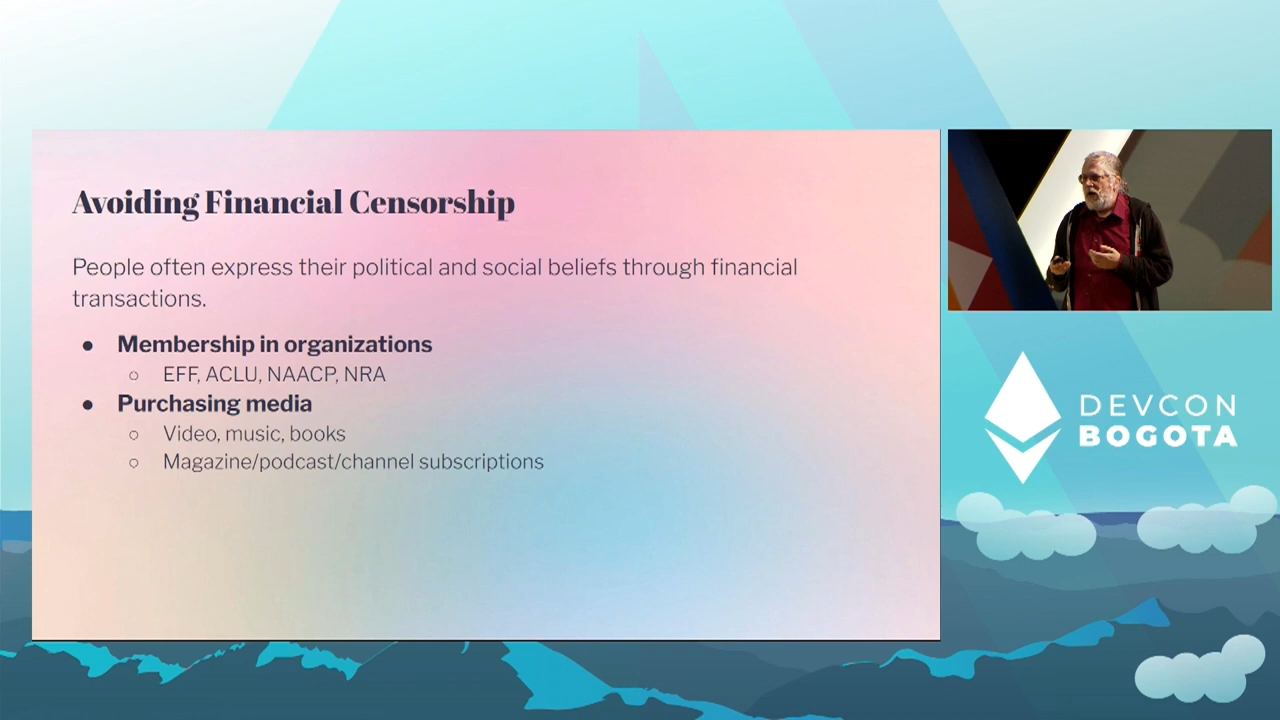 Avoiding Financial Censorship
People often express their political and social beliefs through financial
transactions.
● Membership in organizations
○ EFF, ACLU, NAACP, NRA
● Purchasing media
○ Video, music, books
○ Magazine/podcast/channel subscriptions
DEVCON
BOGOTA